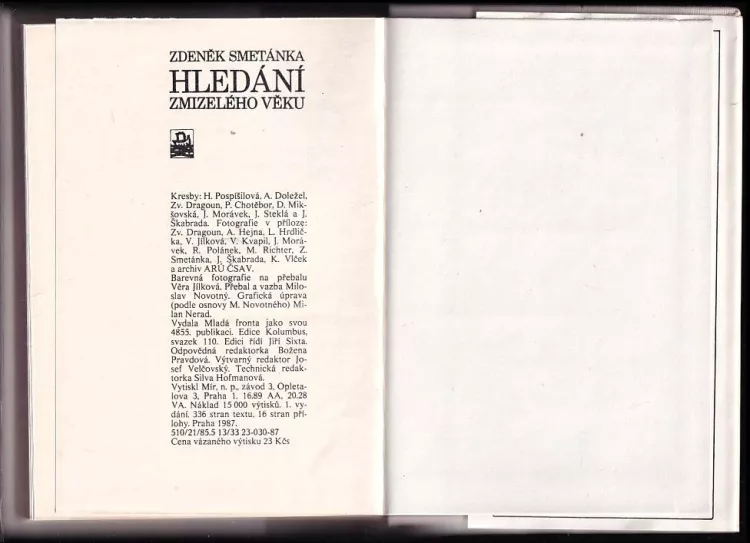 ZDENĚK SMETÁNKA
HLEDÁNÍ
ZMIZELÉHO VĚKU
Kresby: H. Pospíšilová, A. Doležel,
Zv. Dragoun, P. Chotěbor, D. Mik-
šovská, J. Morávek, J. Steklá a J.
Škabrada. Fotografie v příloze:
Zv. Dragoun, A. Hejna, L. Hrdlič-
ka, V. Jílková, V. Kvapil, J. Morá-
vek, R. Polánek, M. Richter, Z.
Smetánka, J. Škabrada, K. Vlček
a archiv ARÚ ČSAV.
Barevná fotografie na přebalu
Věra Jílková. Přebal a vazba Milo-
slav Novotný. Grafická úprava
(podle osnovy M. Novotného) Mi-
lan Nerad.
Vydala Mladá fronta jako svou
4855. publikaci. Edice Kolumbus,
svazek 110. Edici řídí Jiří Sixta.
Odpovědná redaktorka Božena
Pravdová. Výtvarný redaktor Jo-
sef Velčovský. Technická redak-
torka Silva Hofmanová.
Vytiskl Mír, n. p., závod 3, Opleta-
lova 3, Praha 1. 16.89 AA, 20.28
VA. Náklad 15 000 výtisků. 1. vy-
dání. 336 stran textu, 16 stran pří-
lohy. Praha 1987.
510/21/85.5 13/33 23-030-87
Cena vázaného výtisku 23 Kčs